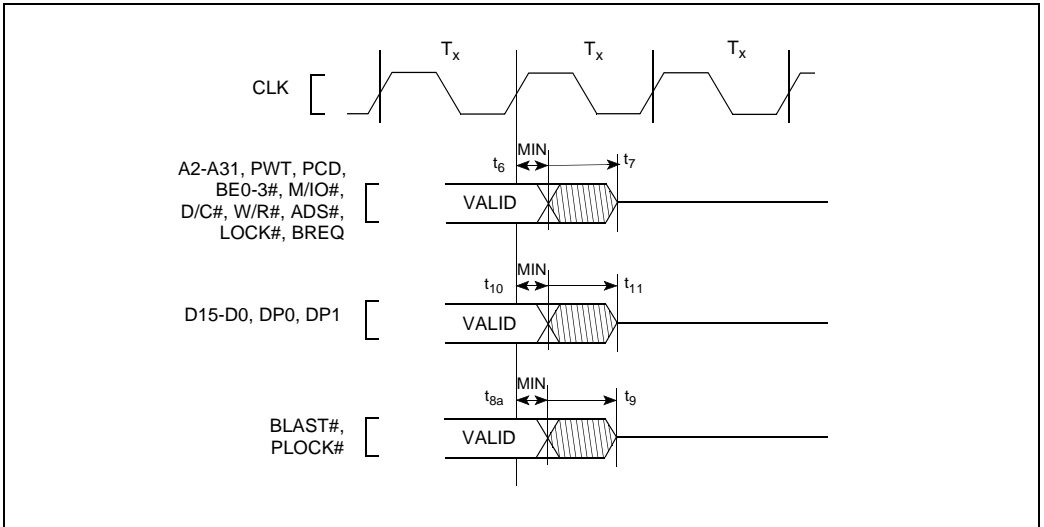 Tx Tx Tx
CLK
MIN
t6 t7
A2-A31, PWT, PCD,
BE0-3#, M/IO#,
D/C#, W/R#, ADS#,
LOCK#, BREQ
VALID
MIN
t10 t11
D15-D0, DP0, DP1
VALID
MIN
t8a t9
BLAST#,
PLOCK#
VALID